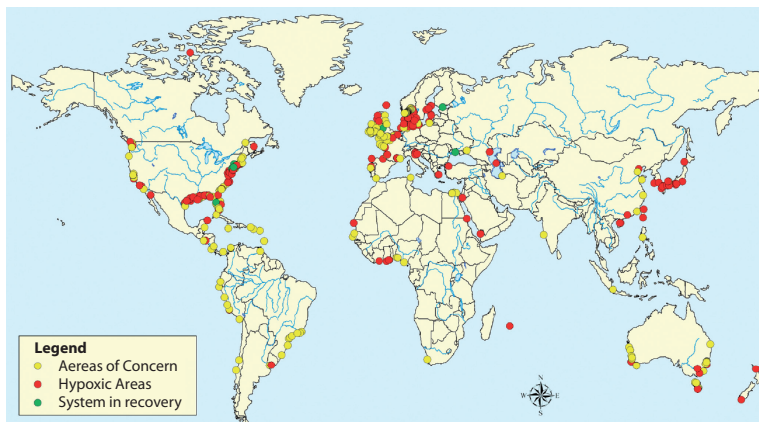 Legend
Aereas of Concern
Hypoxic Areas
System in recovery
N
W E
S